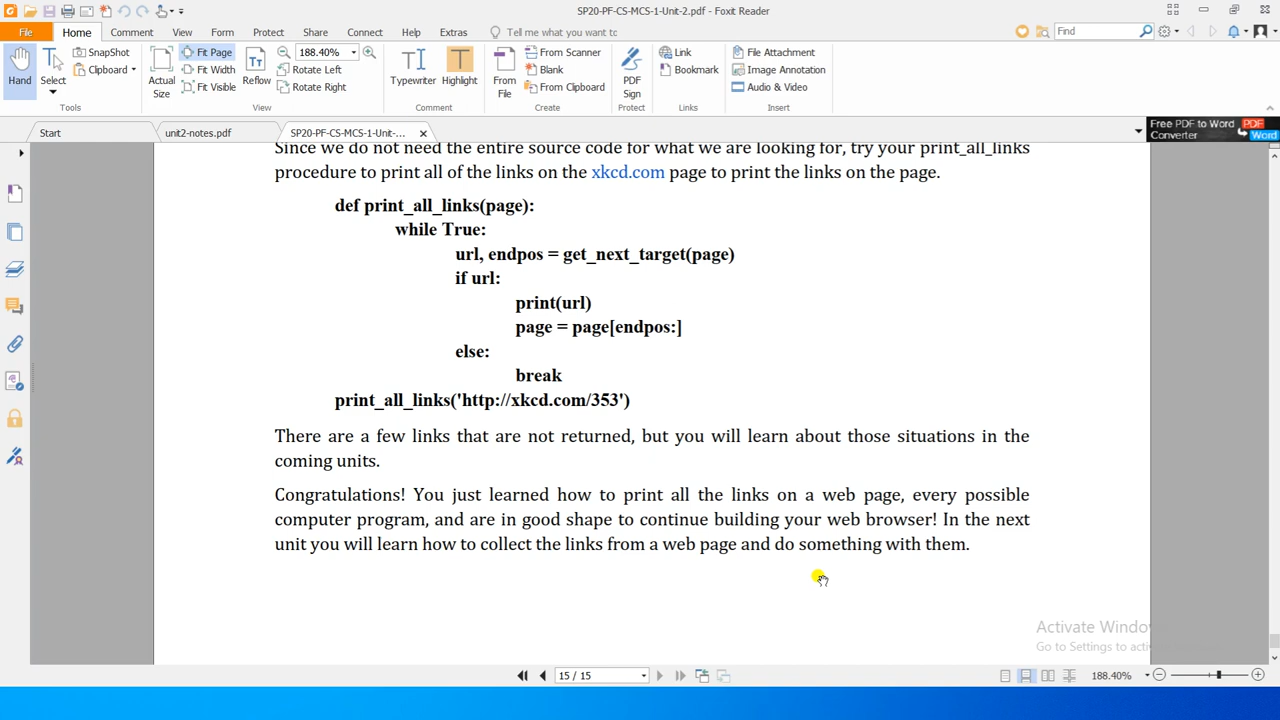 SP20-PF-CS-MCS-1-Unit-2.pdf - Foxit Reader
File Home Comment View Form Protect Share Connect Help Extras Tell me what you want tc Find
Hand
Select
SnapShot
Clipboard
Tools
Actual Size
Fit Page
Fit Width
Fit Visible
Reflow
188.40%
Rotate Left
Rotate Right
View
Typewriter
Highlight
Comment
From File
From Scanner
Blank
From Clipboard
Create
PDF Sign
Protect
Link
Bookmark
Links
File Attachment
Image Annotation
Audio & Video
Insert
Start unit2-notes.pdf SP20-PF-CS-MCS-1-Unit-...
Free PDF to Word PDF
Converter Word
Since we do not need the entire source code for what we are looking for, try your print_all_links
procedure to print all of the links on the xkcd.com page to print the links on the page.
def print_all_links(page):
while True:
url, endpos = get_next_target(page)
if url:
print(url)
page = page[endpos:]
else:
break
print_all_links('http://xkcd.com/353')
There are a few links that are not returned, but you will learn about those situations in the
coming units.
Congratulations! You just learned how to print all the links on a web page, every possible
computer program, and are in good shape to continue building your web browser! In the next
unit you will learn how to collect the links from a web page and do something with them.
Activate Windo
Go to Settings to acti
15 / 15 188.40%